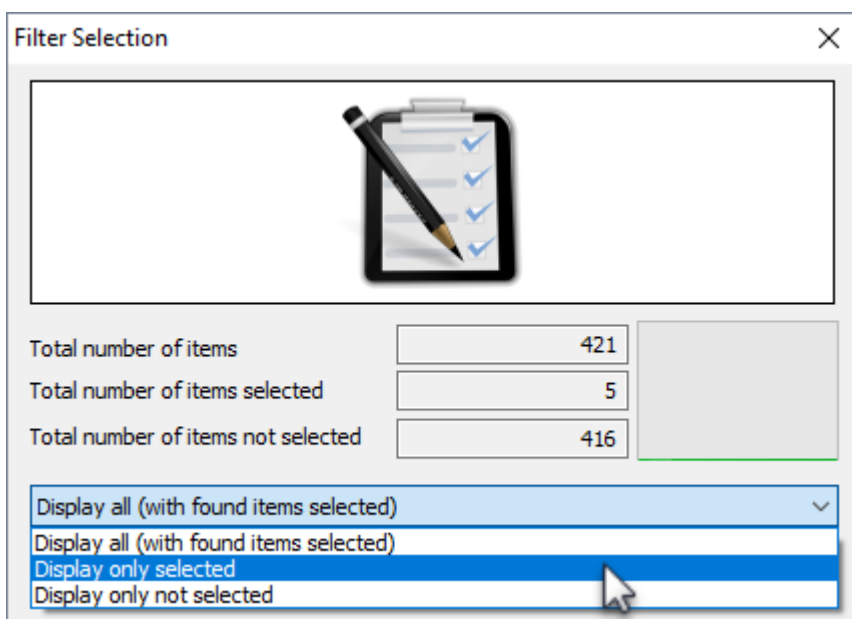 Filter Selection
Total number of items 421
Total number of items selected 5
Total number of items not selected 416
Display all (with found items selected)
Display all (with found items selected)
Display only selected
Display only not selected